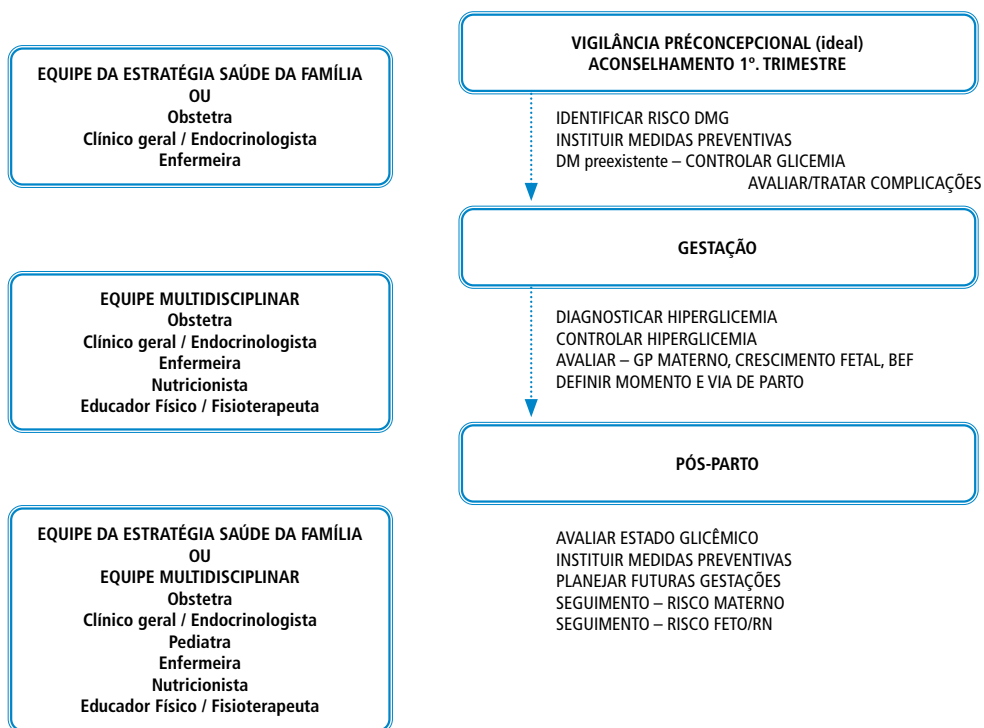 EQUIPE DA ESTRATÉGIA SAÚDE DA FAMÍLIA
OU
Obstetra
Clínico geral / Endocrinologista
Enfermeira
VIGILÂNCIA PRÉCONCEPCIONAL (ideal)
ACONSELHAMENTO 1º. TRIMESTRE
IDENTIFICAR RISCO DMG
INSTITUIR MEDIDAS PREVENTIVAS
DM preexistente – CONTROLAR GLICEMIA
AVALIAR/TRATAR COMPLICAÇÕES
EQUIPE MULTIDISCIPLINAR
Obstetra
Clínico geral / Endocrinologista
Enfermeira
Nutricionista
Educador Físico / Fisioterapeuta
GESTAÇÃO
DIAGNOSTICAR HIPERGLICEMIA
CONTROLAR HIPERGLICEMIA
AVALIAR – GP MATERNO, CRESCIMENTO FETAL, BEF
DEFINIR MOMENTO E VIA DE PARTO
EQUIPE DA ESTRATÉGIA SAÚDE DA FAMÍLIA
OU
EQUIPE MULTIDISCIPLINAR
Obstetra
Clínico geral / Endocrinologista
Pediatra
Enfermeira
Nutricionista
Educador Físico / Fisioterapeuta
PÓS-PARTO
AVALIAR ESTADO GLICÊMICO
INSTITUIR MEDIDAS PREVENTIVAS
PLANEJAR FUTURAS GESTAÇÕES
SEGUIMENTO – RISCO MATERNO
SEGUIMENTO – RISCO FETO/RN